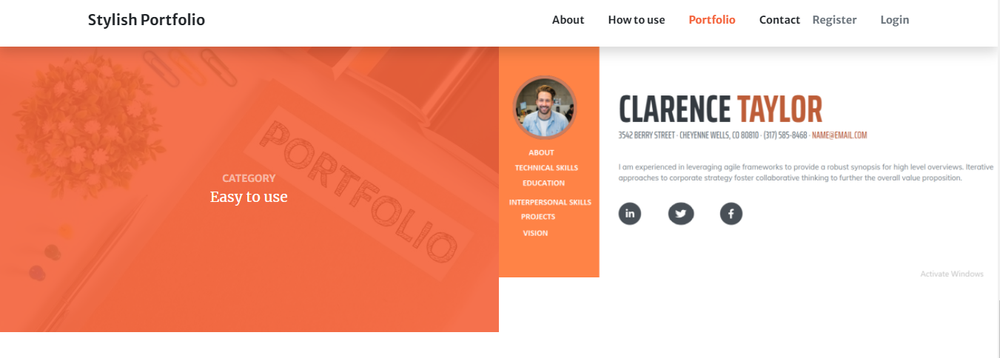 Stylish Portfolio
About How to use Portfolio Contact Register Login
PORTFOLIO
CATEGORY
Easy to use
ABOUT
TECHNICAL SKILLS
EDUCATION
INTERPERSONAL SKILLS
PROJECTS
VISION
CLARENCE TAYLOR
3542 BERRY STREET · CHEYENNE WELLS, CO 80810 · (317) 585-8468 · NAME@EMAIL.COM
I am experienced in leveraging agile frameworks to provide a robust synopsis for high level overviews. Iterative
approaches to corporate strategy foster collaborative thinking to further the overall value proposition.
in
f
Activate Windows